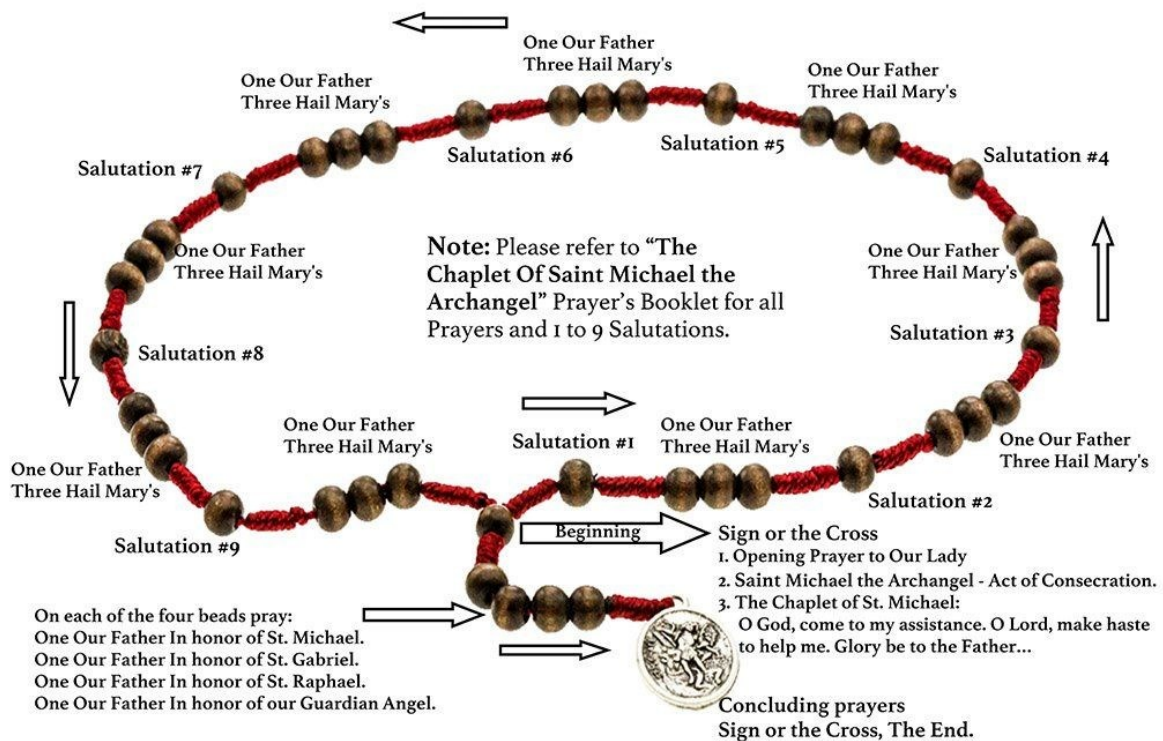 One Our Father
Three Hail Mary's
One Our Father
Three Hail Mary's
One Our Father
Three Hail Mary's
Salutation #7
Salutation #6
Salutation #5
Salutation #4
One Our Father
Three Hail Mary's
Note: Please refer to “The
Chaplet Of Saint Michael the
Archangel” Prayer's Booklet for all
Prayers and 1 to 9 Salutations.
One Our Father
Three Hail Mary's
Salutation #8
Salutation #3
One Our Father
Three Hail Mary's
One Our Father
Three Hail Mary's
Salutation #1
One Our Father
Three Hail Mary's
One Our Father
Three Hail Mary's
Salutation #9
Salutation #2
Beginning
Sign or the Cross
1. Opening Prayer to Our Lady
2. Saint Michael the Archangel - Act of Consecration.
3. The Chaplet of St. Michael:
O God, come to my assistance. O Lord, make haste
to help me. Glory be to the Father...
On each of the four beads pray:
One Our Father In honor of St. Michael.
One Our Father In honor of St. Gabriel.
One Our Father In honor of St. Raphael.
One Our Father In honor of our Guardian Angel.
Concluding prayers
Sign or the Cross, The End.